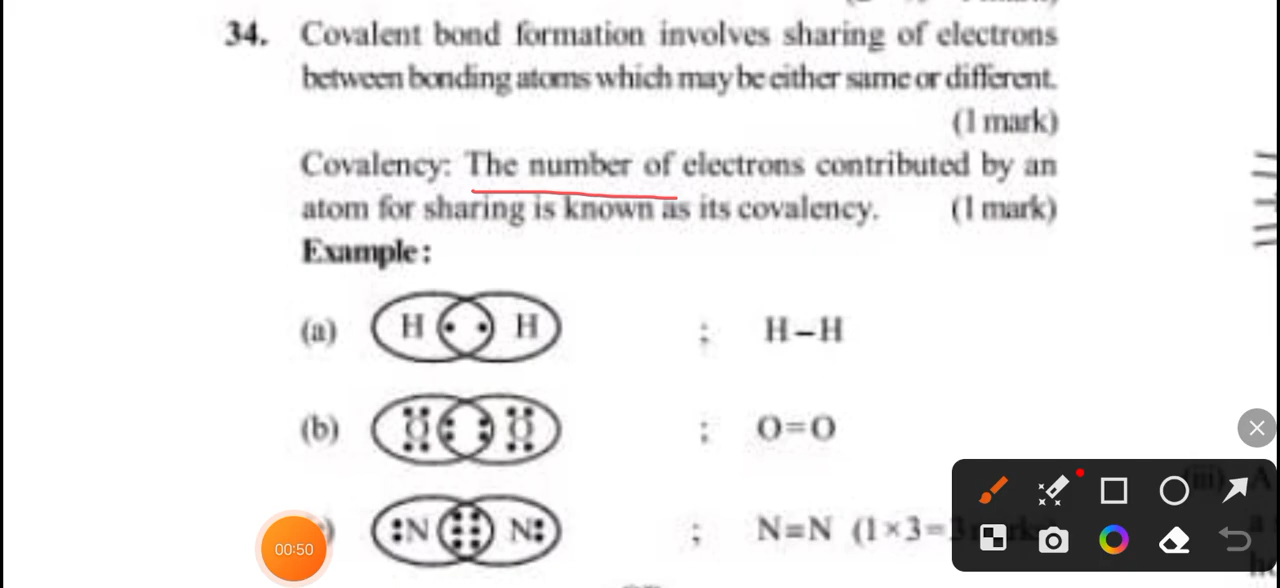 34. Covalent bond formation involves sharing of electrons
between bonding atoms which may be either same or different.
(1 mark)
Covalency: The number of electrons contributed by an
atom for sharing is known as its covalency. (1 mark)
Example:
(a) H H ; H–H
(b) O O ; O=O
:N N: ; N≡N (1×3=3
00:50